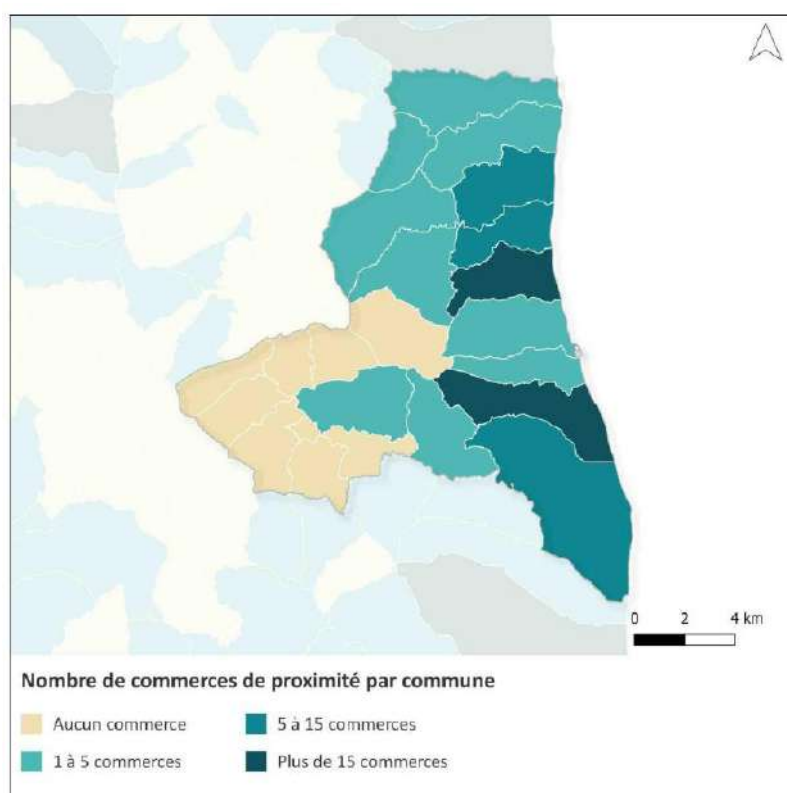 0 2 4 km
Nombre de commerces de proximité par commune
Aucun commerce
5 à 15 commerces
1 à 5 commerces
Plus de 15 commerces